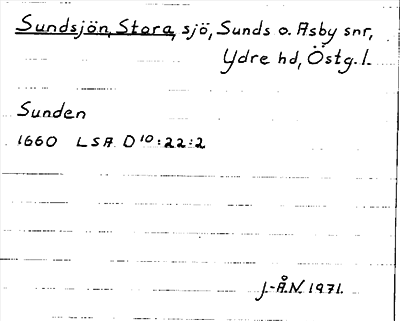 Sundsjön, Stora, sjö, Sunds o. Asby snr,
Ydre hd, Östg. l.
Sunden
1660 LSA D10:22:2
J-Å.N. 1971.